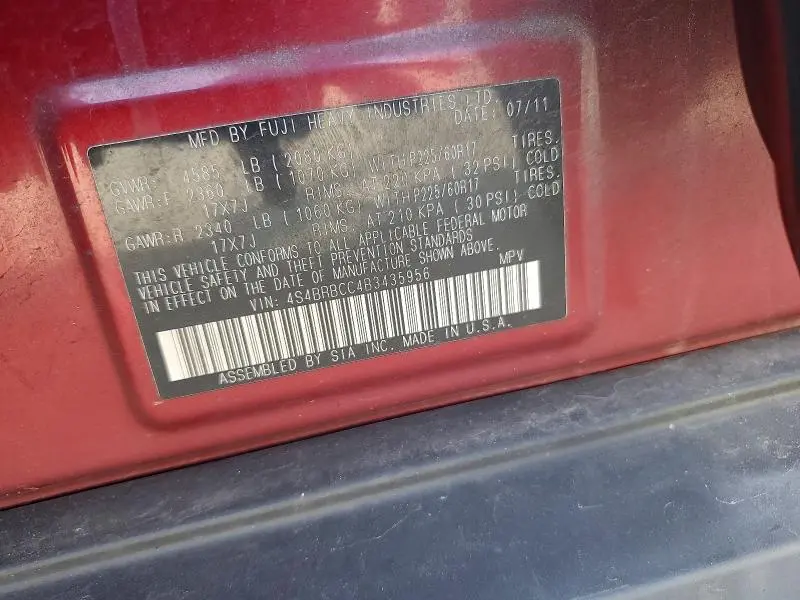 MFD BY FUJI HEAVY INDUSTRIES LTD.
DATE: 07/11
GVWR: 4585 LB (2080 KG)
GAWR:F 2360 LB (1070 KG) WITH P225/60R17 TIRES.
17X7J RIMS. AT 220 KPA (32 PSI) COLD
GAWR:R 2340 LB (1060 KG) WITH P225/60R17 TIRES.
17X7J RIMS. AT 210 KPA (30 PSI) COLD
THIS VEHICLE CONFORMS TO ALL APPLICABLE FEDERAL MOTOR
VEHICLE SAFETY AND THEFT PREVENTION STANDARDS
IN EFFECT ON THE DATE OF MANUFACTURE SHOWN ABOVE.
VIN: 4S4BRBCC4B3435956 MPV
ASSEMBLED BY SIA INC. MADE IN U.S.A.